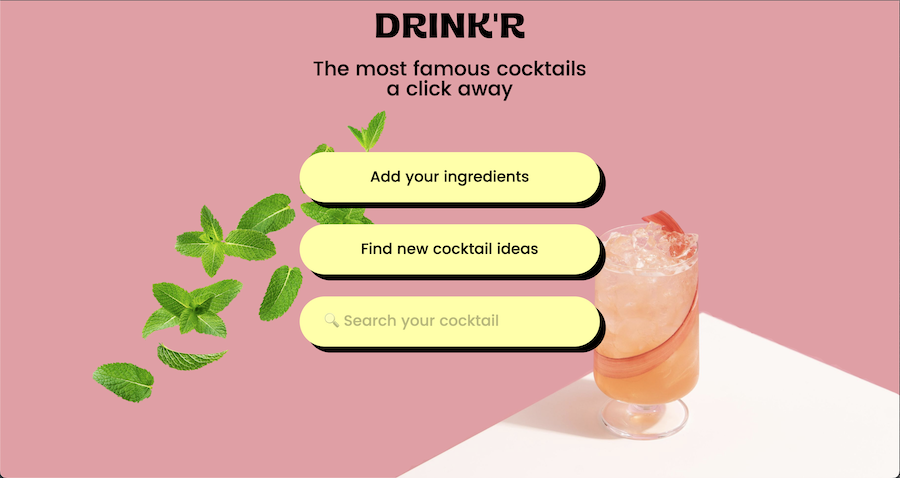 DRINK'R
The most famous cocktails
a click away
Add your ingredients
Find new cocktail ideas
🔍 Search your cocktail